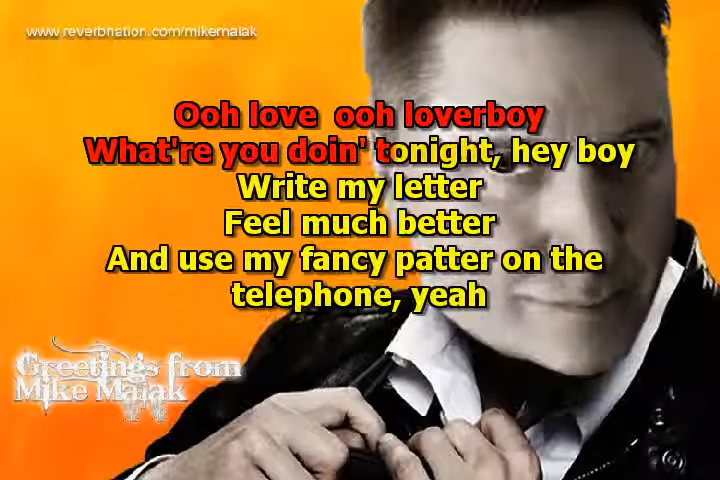 www.reverbnation.com/mikemalak
Ooh love  ooh loverboy
What're you doin' tonight, hey boy
Write my letter
Feel much better
And use my fancy patter on the
telephone, yeah
Greetings from
Mike Malak